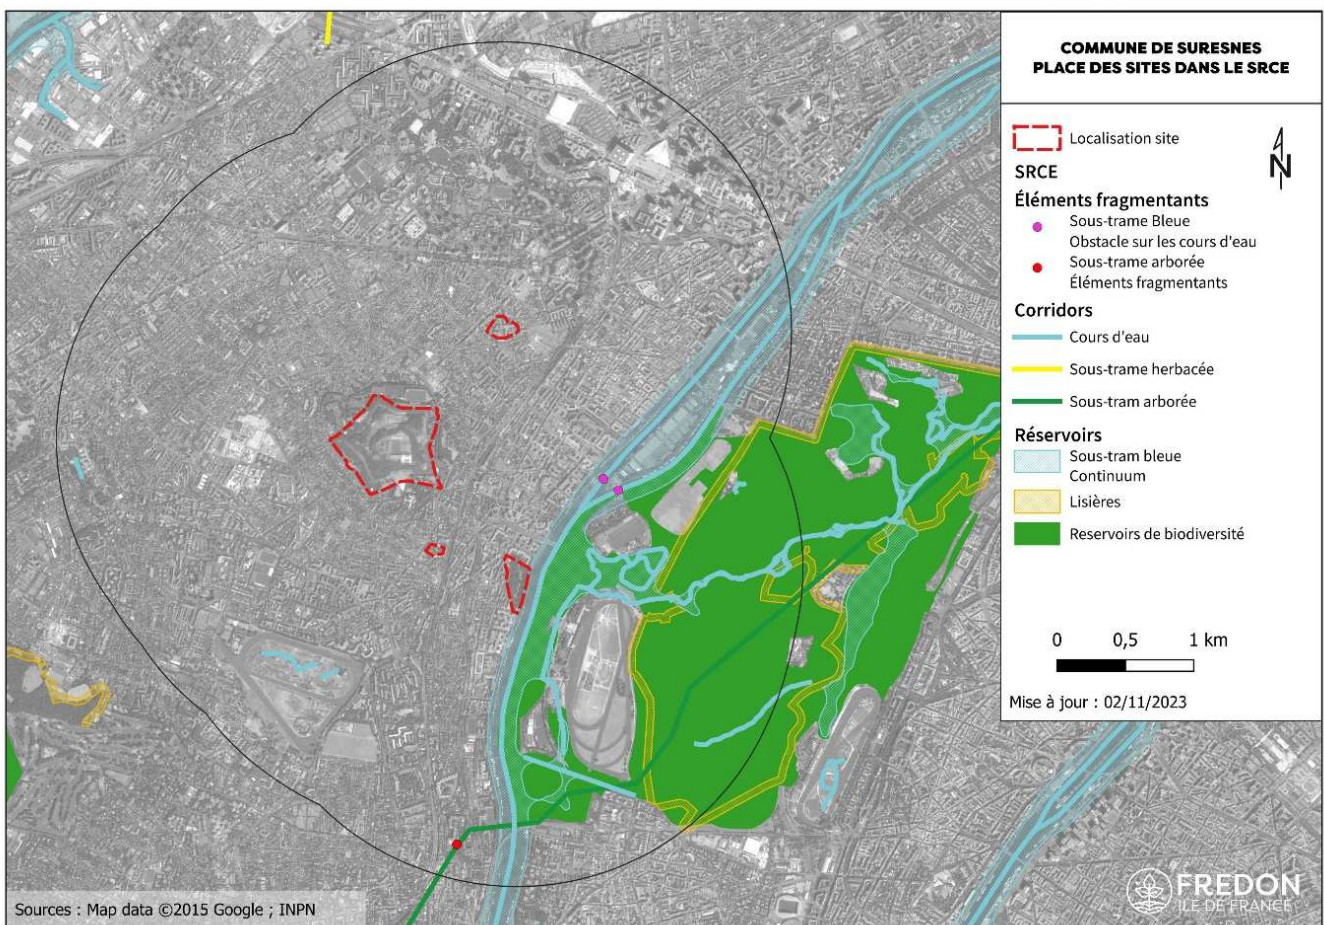 COMMUNE DE SURESNES
PLACE DES SITES DANS LE SRCE
Localisation site
N
SRCE
Éléments fragmentants
Sous-trame Bleue
Obstacle sur les cours d'eau
Sous-trame arborée
Éléments fragmentants
Corridors
Cours d'eau
Sous-trame herbacée
Sous-tram arborée
Réservoirs
Sous-tram bleue
Continuum
Lisières
Reservoirs de biodiversité
0 0,5 1 km
Mise à jour : 02/11/2023
Sources : Map data ©2015 Google ; INPN
FREDON
ILE DE FRANCE